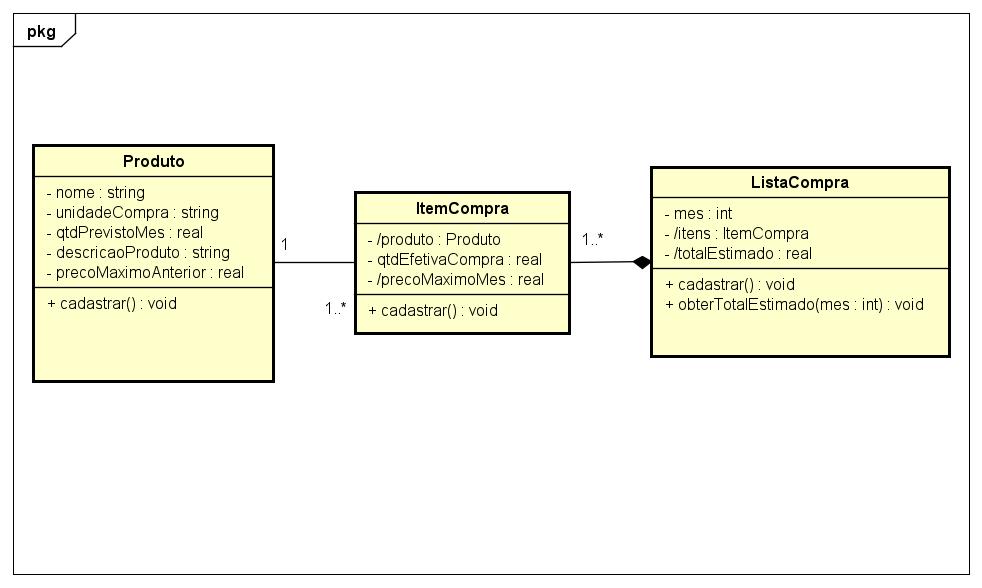 pkg
Produto
- nome : string
- unidadeCompra : string
- qtdPrevistoMes : real
- descricaoProduto : string
- precoMaximoAnterior : real
+ cadastrar() : void
1
1..*
ItemCompra
- /produto : Produto
- qtdEfetivaCompra : real
- /precoMaximoMes : real
+ cadastrar() : void
1..*
ListaCompra
- mes : int
- /itens : ItemCompra
- /totalEstimado : real
+ cadastrar() : void
+ obterTotalEstimado(mes : int) : void